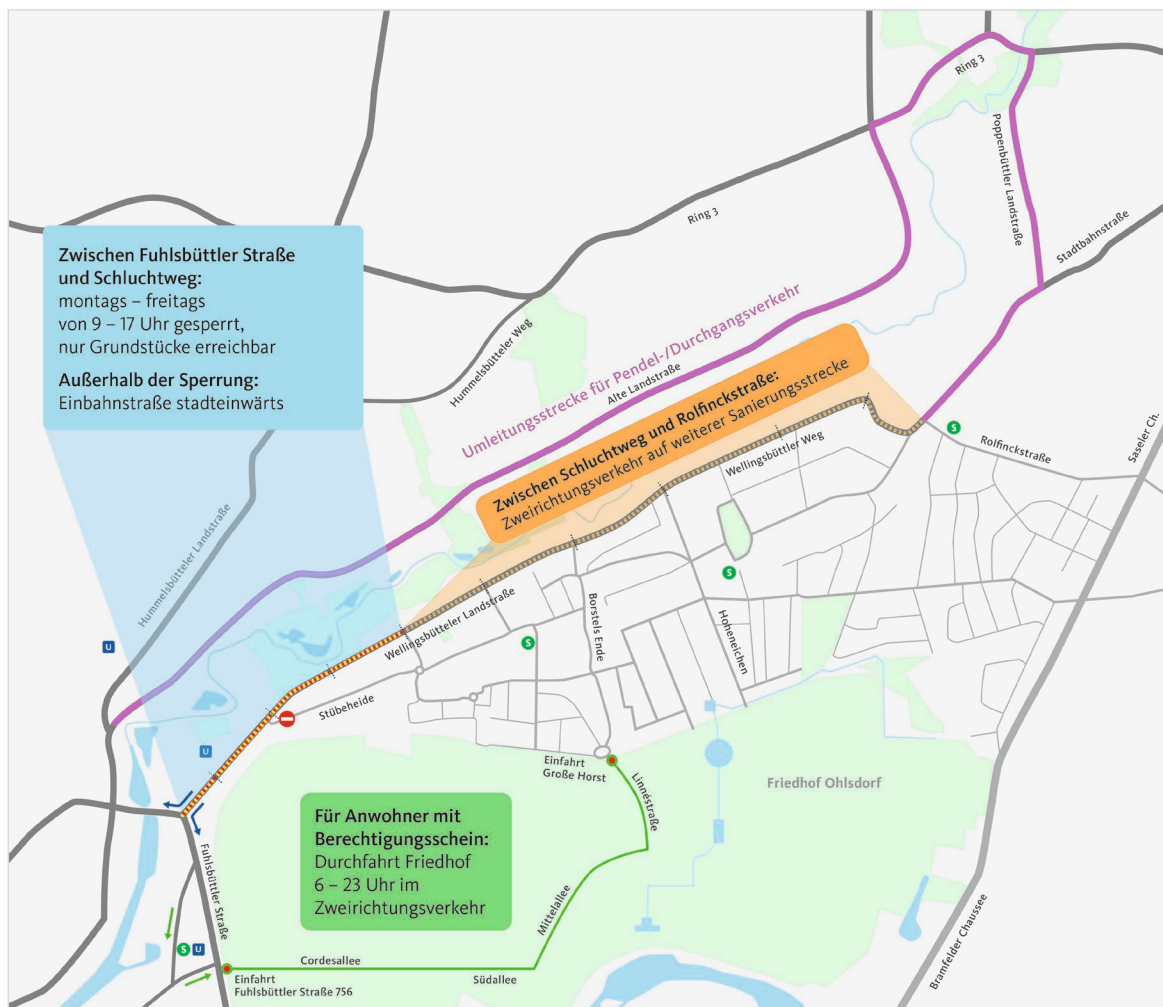 Ring 3
Poppenbüttler Landstraße
Ring 3
Stadtbahnstraße
Zwischen Fuhlsbüttler Straße
und Schluchtweg:
montags – freitags
von 9 – 17 Uhr gesperrt,
nur Grundstücke erreichbar
Außerhalb der Sperrung:
Einbahnstraße stadteinwärts
Hummelsbütteler Weg
Umleitungsstrecke für Pendel-/Durchgangsverkehr
Alte Landstraße
Zwischen Schluchtweg und Rolfinckstraße:
Zweirichtungsverkehr auf weiterer Sanierungsstrecke
Wellingsbüttler Weg
S
Rolfinckstraße
Saseler Ch.
Hummelsbütteler Landstraße
U
Wellingsbütteler Landstraße
S
Borstels Ende
S
Hoheneichen
Stübeheide
U
Einfahrt
Große Horst
Linnéstraße
Friedhof Ohlsdorf
Für Anwohner mit
Berechtigungsschein:
Durchfahrt Friedhof
6 – 23 Uhr im
Zweirichtungsverkehr
Fuhlsbüttler Straße
Mittelallee
Bramfelder Chaussee
S U
Cordesallee
Südallee
Einfahrt
Fuhlsbüttler Straße 756